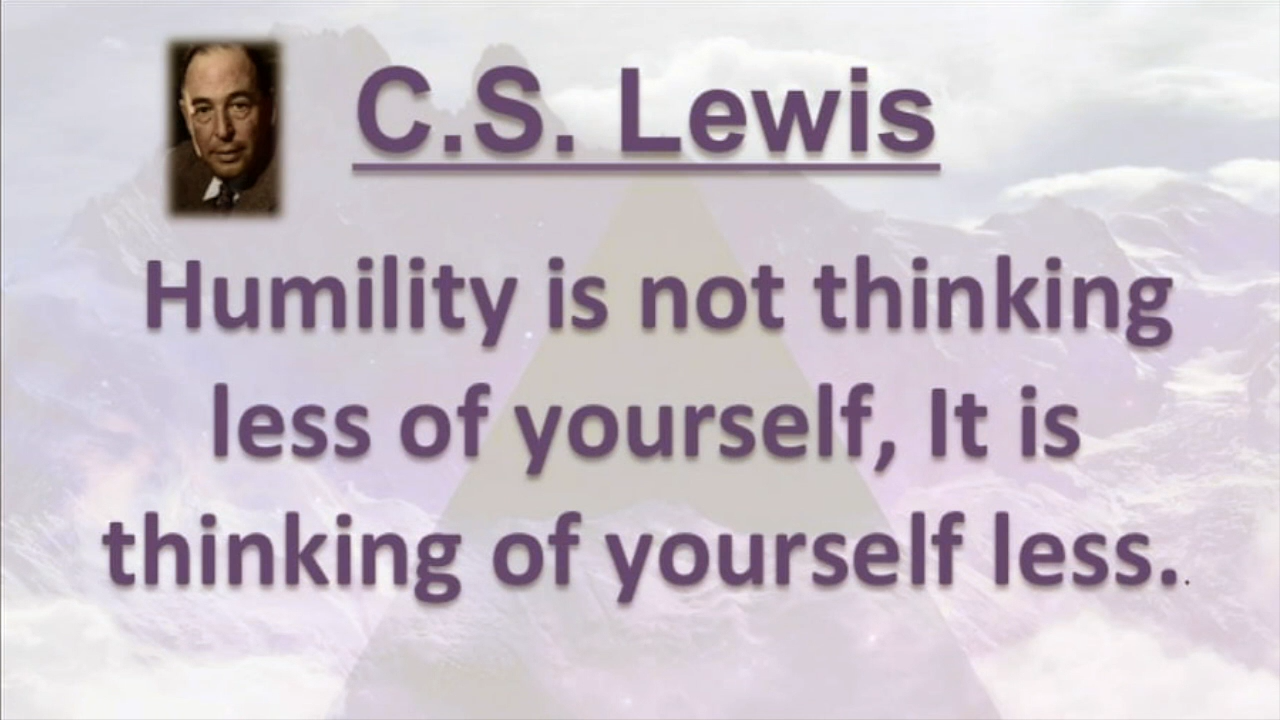 C.S. Lewis
Humility is not thinking
less of yourself, It is
thinking of yourself less..